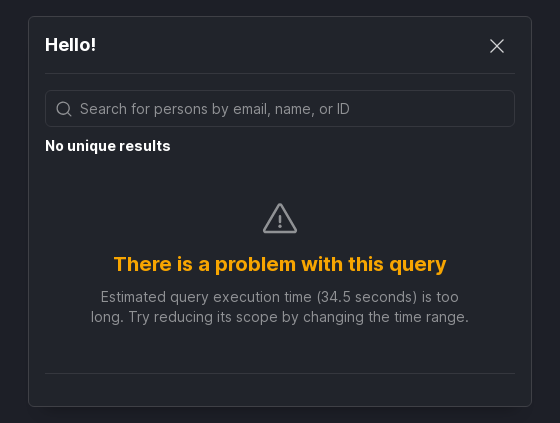 Hello!
Search for persons by email, name, or ID
No unique results
There is a problem with this query
Estimated query execution time (34.5 seconds) is too
long. Try reducing its scope by changing the time range.